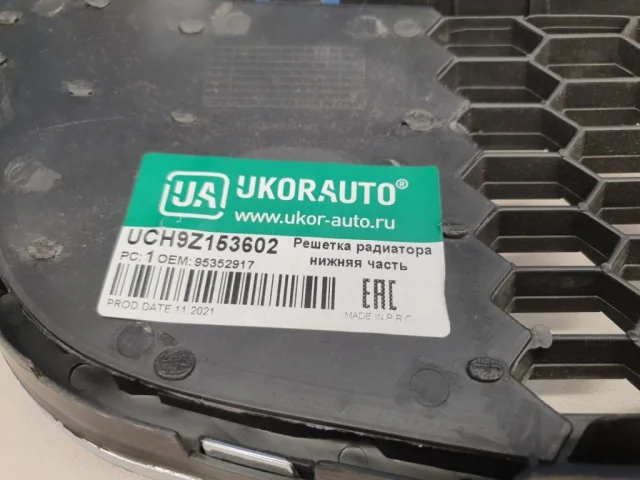 UA UKORAUTO®
www.ukor-auto.ru
UCH9Z153602 Решетка радиатора
PC: 1 OEM: 95352917 нижняя часть
EAC
PROD.DATE 11.2021 MADE IN P.R.C.